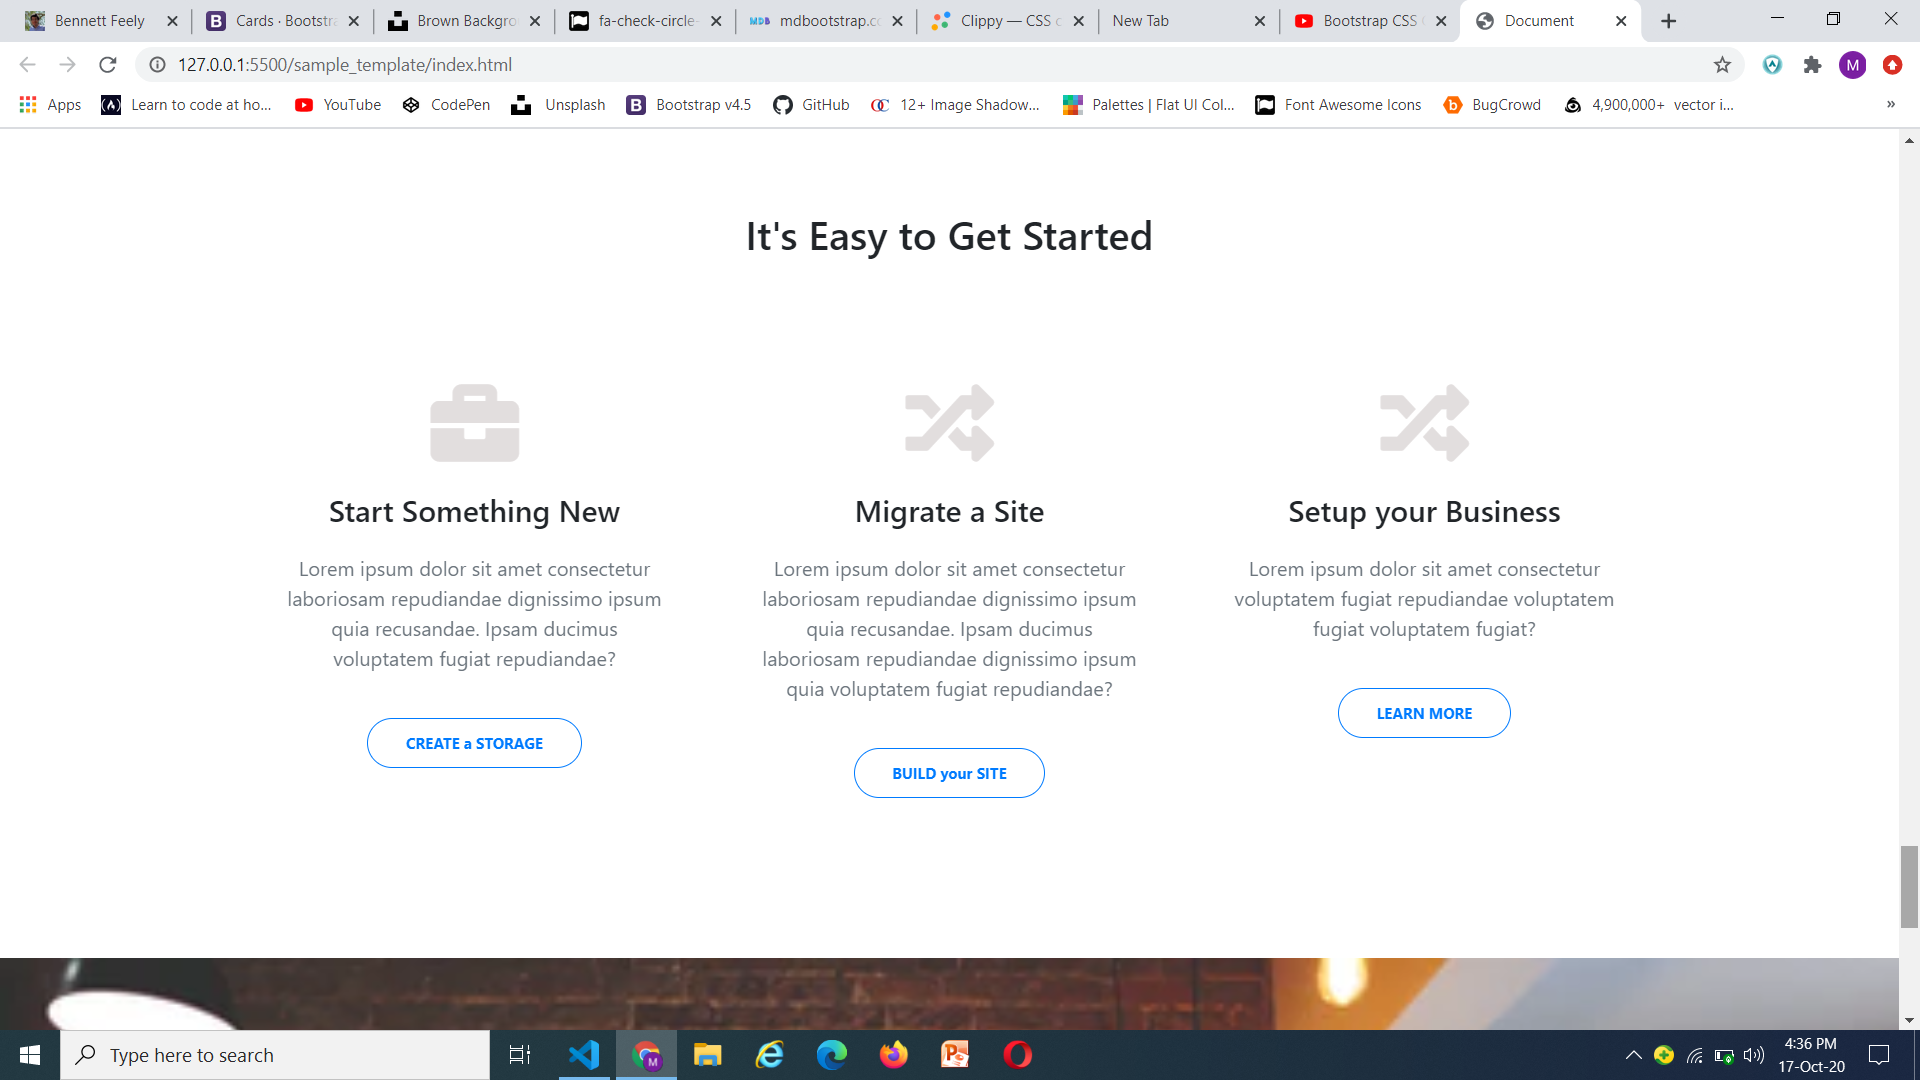 Bennett Feely
Cards · Bootstra
Brown Backgro
fa-check-circle-
mdbootstrap.co
Clippy — CSS c
New Tab
Bootstrap CSS
Document
127.0.0.1:5500/sample_template/index.html
M
Apps
Learn to code at ho...
YouTube
CodePen
Unsplash
Bootstrap v4.5
GitHub
12+ Image Shadow...
Palettes | Flat UI Col...
Font Awesome Icons
BugCrowd
4,900,000+ vector i...
»
It's Easy to Get Started
Start Something New
Lorem ipsum dolor sit amet consectetur
laboriosam repudiandae dignissimo ipsum
quia recusandae. Ipsam ducimus
voluptatem fugiat repudiandae?
CREATE a STORAGE
Migrate a Site
Lorem ipsum dolor sit amet consectetur
laboriosam repudiandae dignissimo ipsum
quia recusandae. Ipsam ducimus
laboriosam repudiandae dignissimo ipsum
quia voluptatem fugiat repudiandae?
BUILD your SITE
Setup your Business
Lorem ipsum dolor sit amet consectetur
voluptatem fugiat repudiandae voluptatem
fugiat voluptatem fugiat?
LEARN MORE
Type here to search
4:36 PM
17-Oct-20